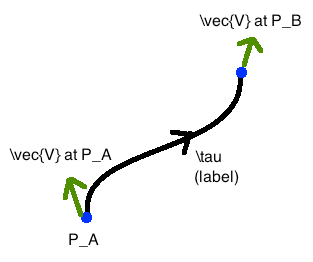 \vec{V} at P_B
\vec{V} at P_A
\tau
(label)
P_A